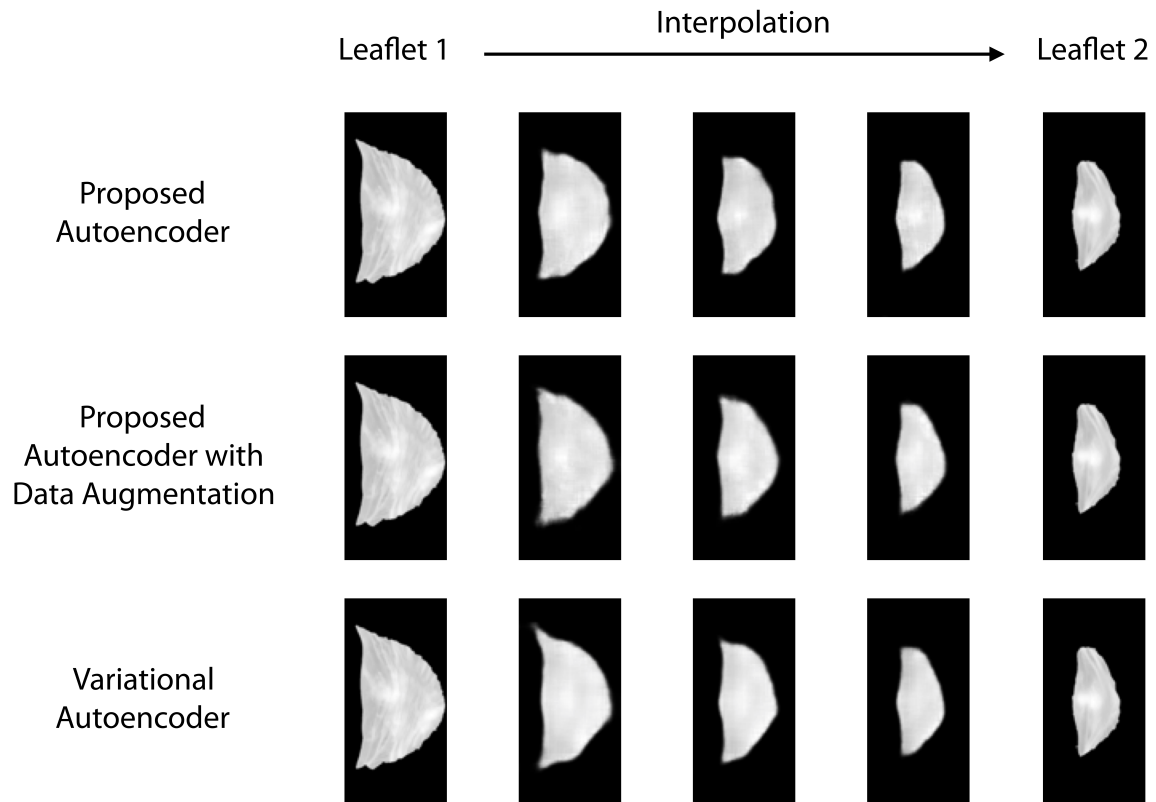 Interpolation
Leaflet 1
Leaflet 2
Proposed
Autoencoder
Proposed
Autoencoder with
Data Augmentation
Variational
Autoencoder